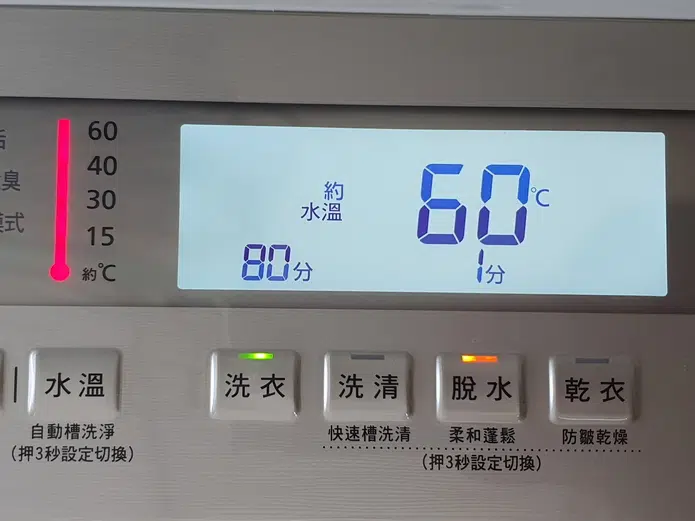 60
40
30
15
約℃
臭
式
約
水溫
60℃
80分
1分
水溫
洗衣
洗清
脫水
乾衣
自動槽洗淨
(押3秒設定切換)
快速槽洗清
柔和蓬鬆
防皺乾燥
(押3秒設定切換)